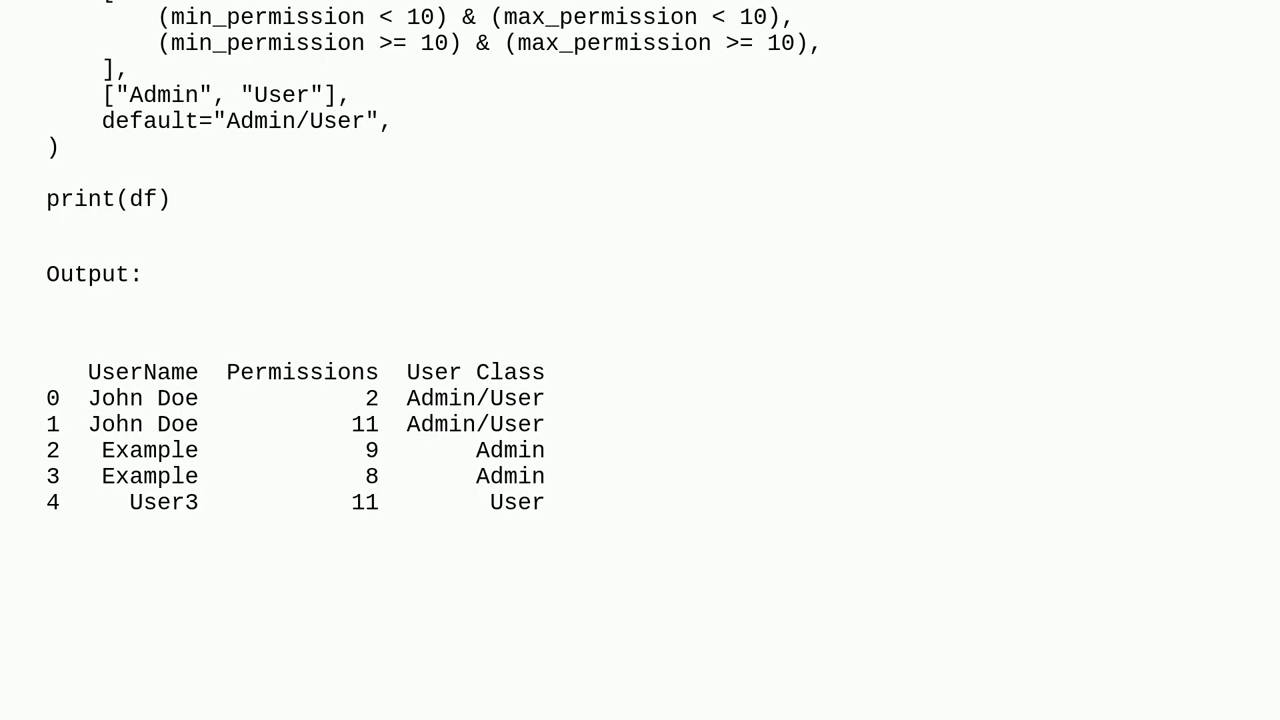 [
(min_permission < 10) & (max_permission < 10),
(min_permission >= 10) & (max_permission >= 10),
],
["Admin", "User"],
default="Admin/User",
)
print(df)
Output:
UserName  Permissions  User Class
0  John Doe            2  Admin/User
1  John Doe           11  Admin/User
2   Example            9       Admin
3   Example            8       Admin
4     User3           11        User